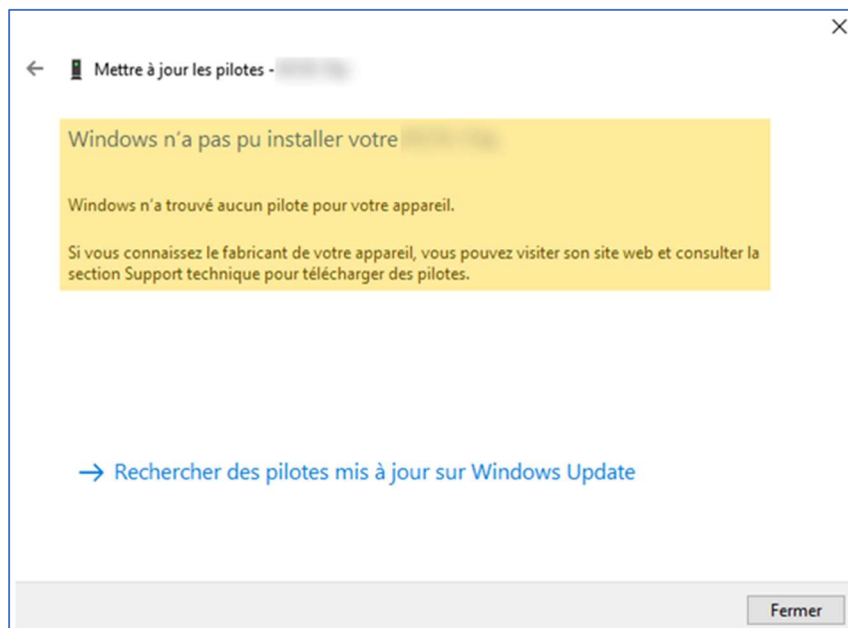 Mettre à jour les pilotes -
Windows n'a pas pu installer votre
Windows n'a trouvé aucun pilote pour votre appareil.
Si vous connaissez le fabricant de votre appareil, vous pouvez visiter son site web et consulter la
section Support technique pour télécharger des pilotes.
Rechercher des pilotes mis à jour sur Windows Update
Fermer